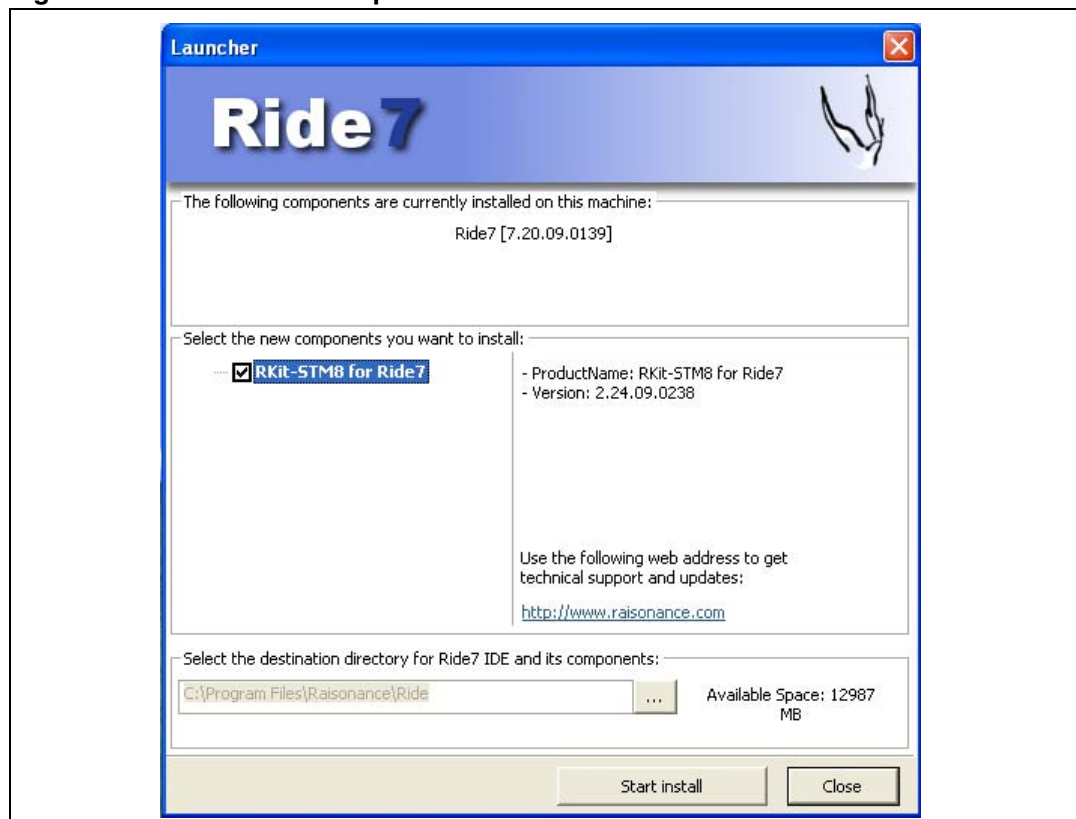 Launcher
Ride7
The following components are currently installed on this machine:
Ride7 [7.20.09.0139]
Select the new components you want to install:
RKit-STM8 for Ride7
- ProductName: RKit-STM8 for Ride7
- Version: 2.24.09.0238
Use the following web address to get
technical support and updates:
http://www.raisonance.com
Select the destination directory for Ride7 IDE and its components:
C:\Program Files\Raisonance\Ride
...
Available Space: 12987
MB
Start install
Close